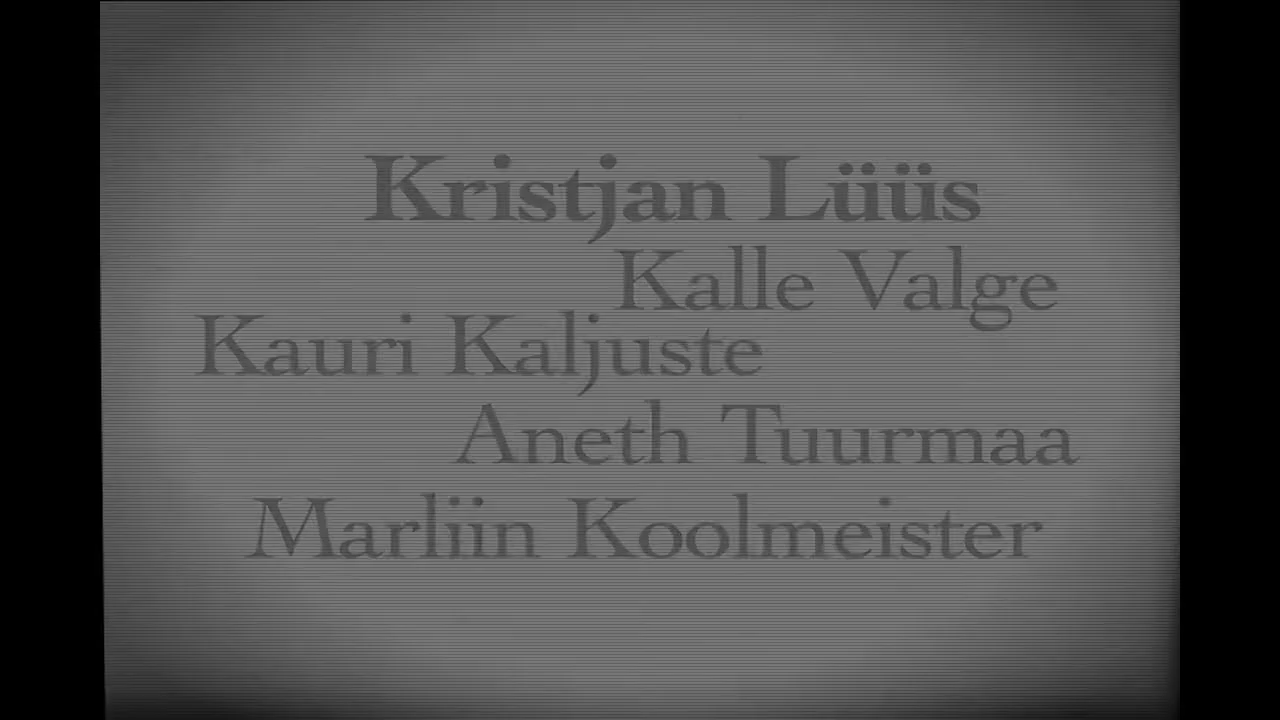 Kristjan Lüüs
Kalle Valge
Kauri Kaljuste
Aneth Tuurmaa
Marliin Koolmeister